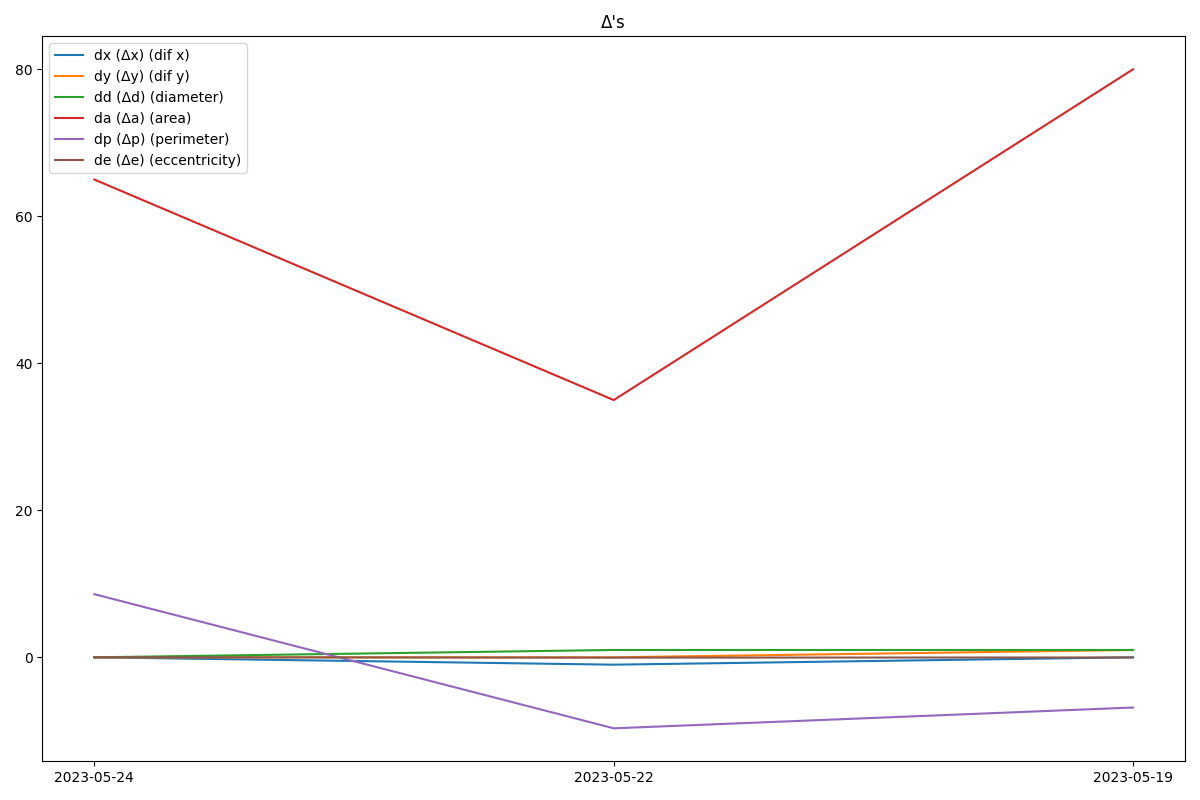 Δ's
dx (Δx) (dif x)
dy (Δy) (dif y)
dd (Δd) (diameter)
da (Δa) (area)
dp (Δp) (perimeter)
de (Δe) (eccentricity)
80
60
40
20
0
2023-05-24 2023-05-22 2023-05-19